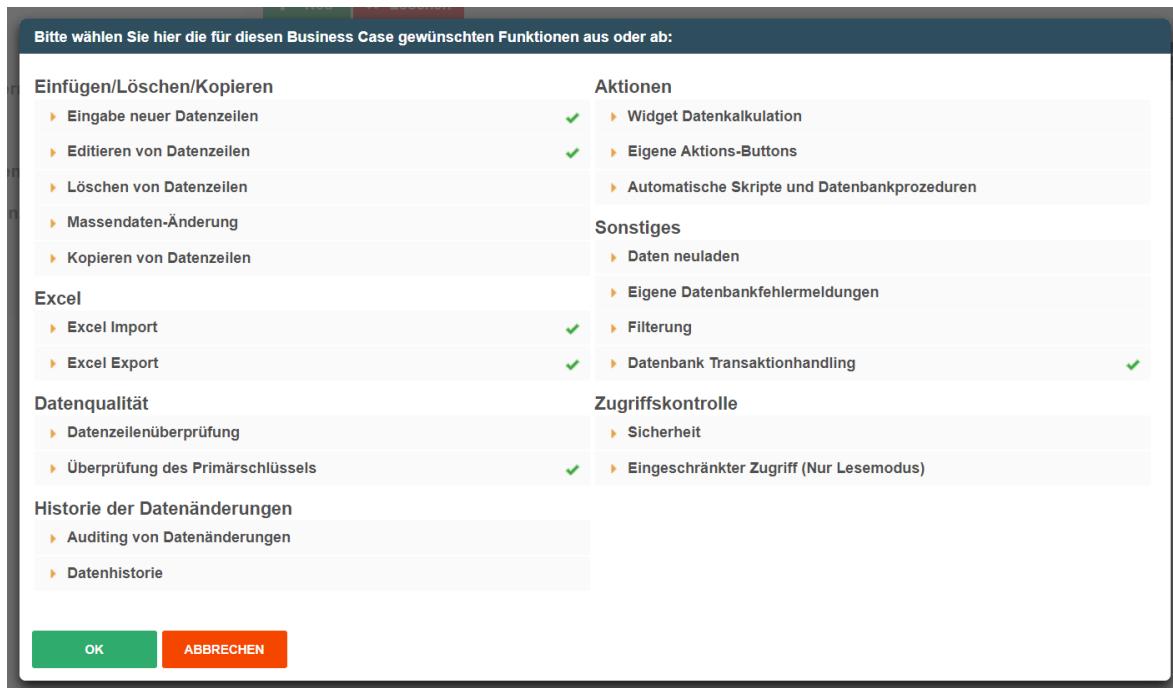 Bitte wählen Sie hier die für diesen Business Case gewünschten Funktionen aus oder ab:
Einfügen/Löschen/Kopieren
Eingabe neuer Datenzeilen
Editieren von Datenzeilen
Löschen von Datenzeilen
Massendaten-Änderung
Kopieren von Datenzeilen
Excel
Excel Import
Excel Export
Datenqualität
Datenzeilenüberprüfung
Überprüfung des Primärschlüssels
Historie der Datenänderungen
Auditing von Datenänderungen
Datenhistorie
Aktionen
Widget Datenkalkulation
Eigene Aktions-Buttons
Automatische Skripte und Datenbankprozeduren
Sonstiges
Daten neuladen
Eigene Datenbankfehlermeldungen
Filterung
Datenbank Transaktionhandling
Zugriffskontrolle
Sicherheit
Eingeschränkter Zugriff (Nur Lesemodus)
OK
ABBRECHEN